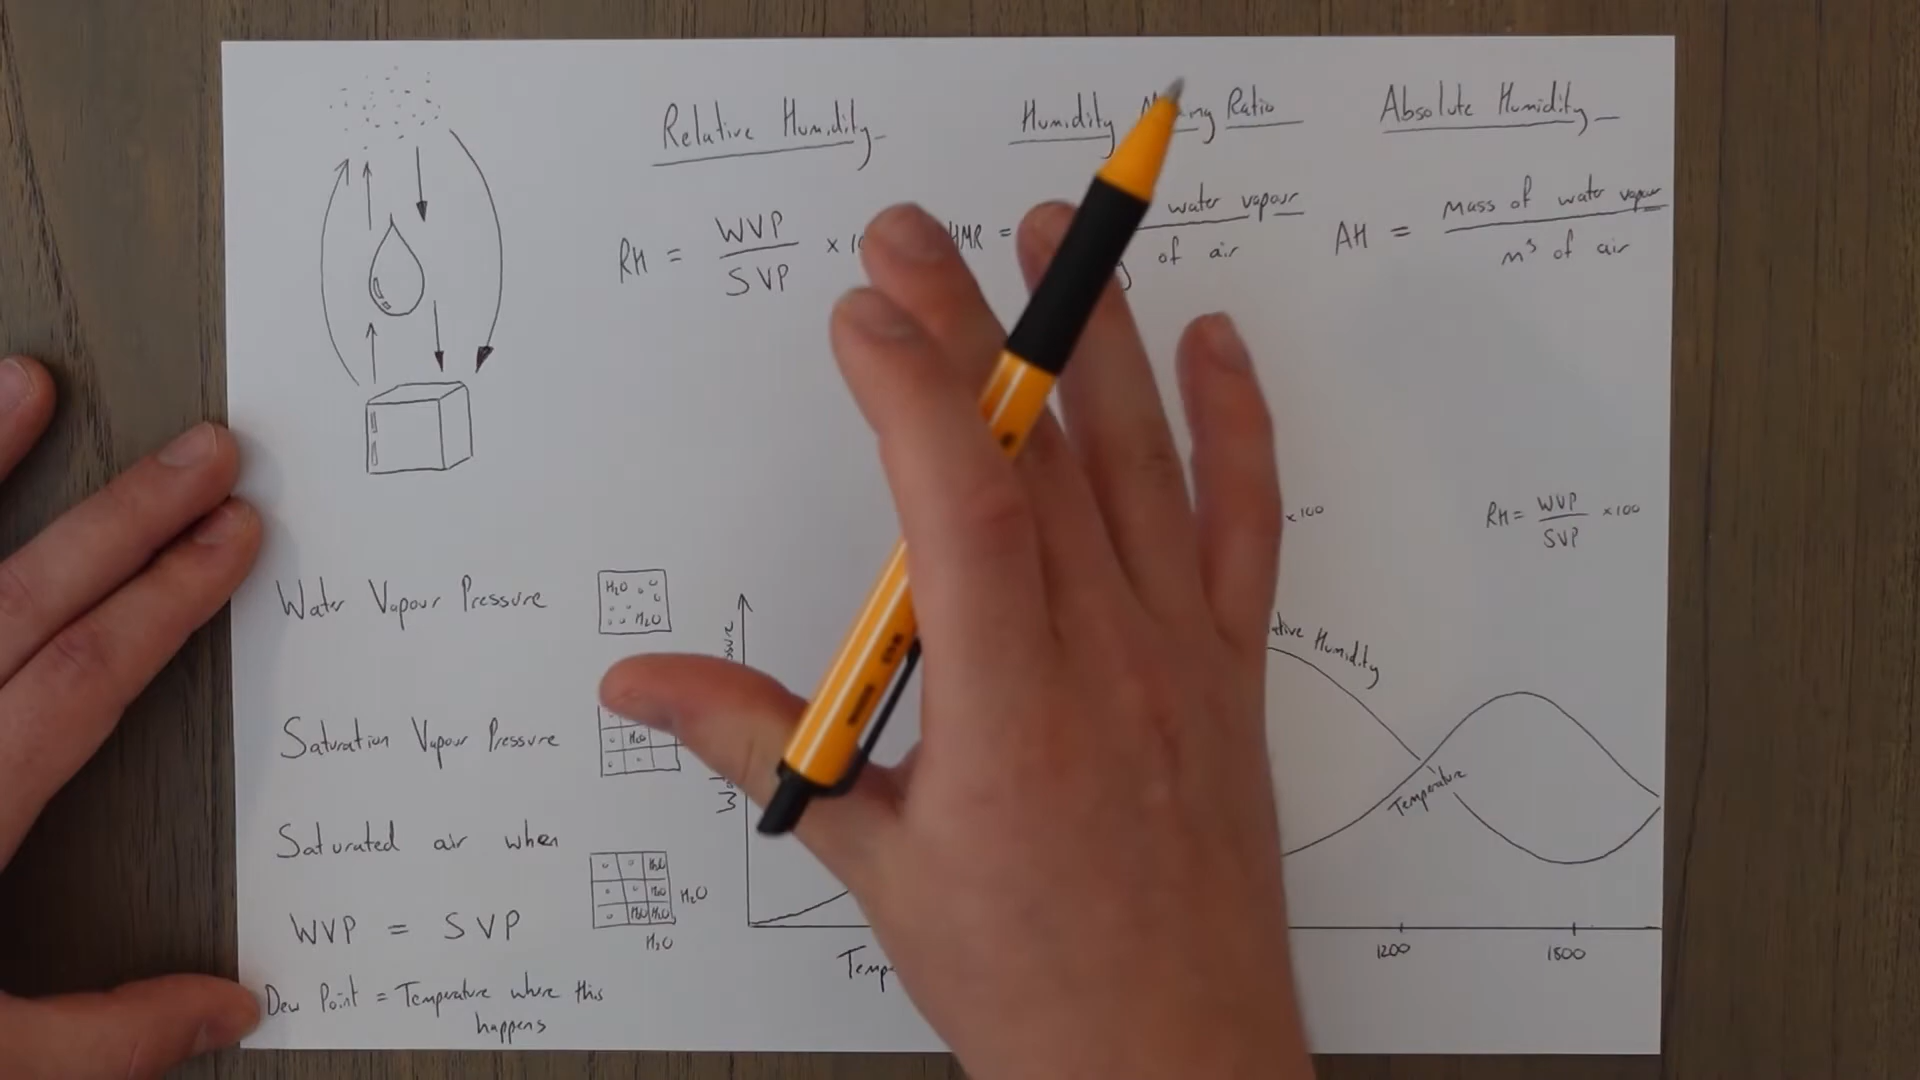 Relative Humidity
Humidity Ratio
Absolute Humidity
RH = WVP / SVP
HMR = water vapour / of air
AH = mass of water vapour / m³ of air
x100
RH = WVP / SVP x100
Water Vapour Pressure
H₂O
H₂O
Saturation Vapour Pressure
H₂O
Saturated air when
WVP = SVP
H₂O
H₂O
H₂O H₂O
H₂O
H₂O
Dew Point = Temperature where this
happens
Humidity
Temperature
1200
1500